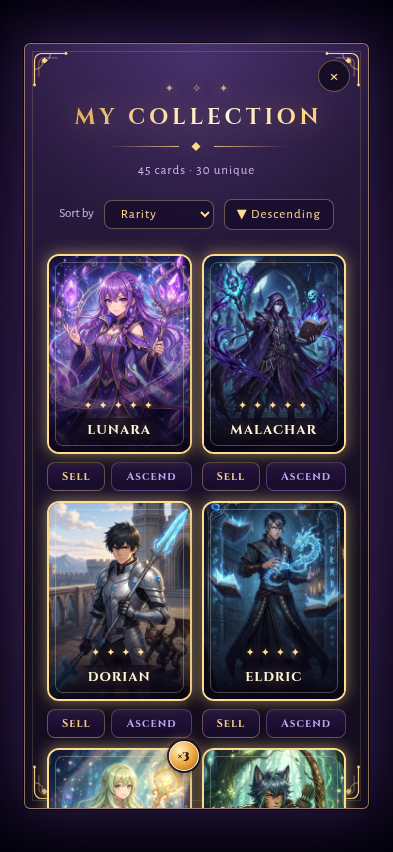 ×
MY COLLECTION
45 cards · 30 unique
Sort by Rarity ▼ Descending
LUNARA MALACHAR
SELL ASCEND SELL ASCEND
DORIAN ELDRIC
SELL ASCEND SELL ASCEND
×3